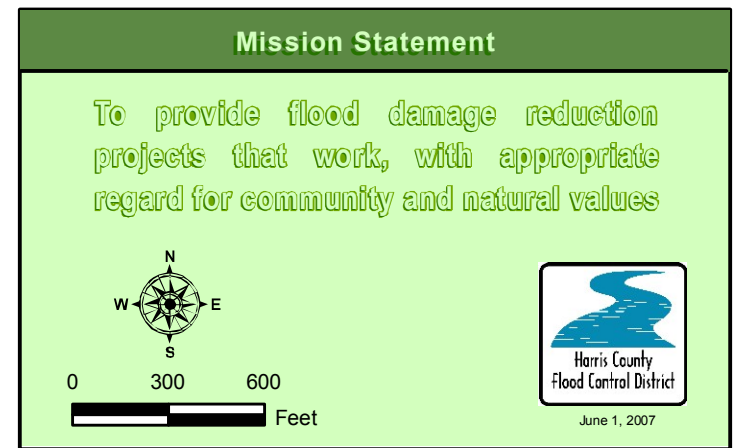 Mission Statement
To provide flood damage reduction
projects that work, with appropriate
regard for community and natural values
N
W E
S
0 300 600
Feet
Harris County
Flood Control District
June 1, 2007